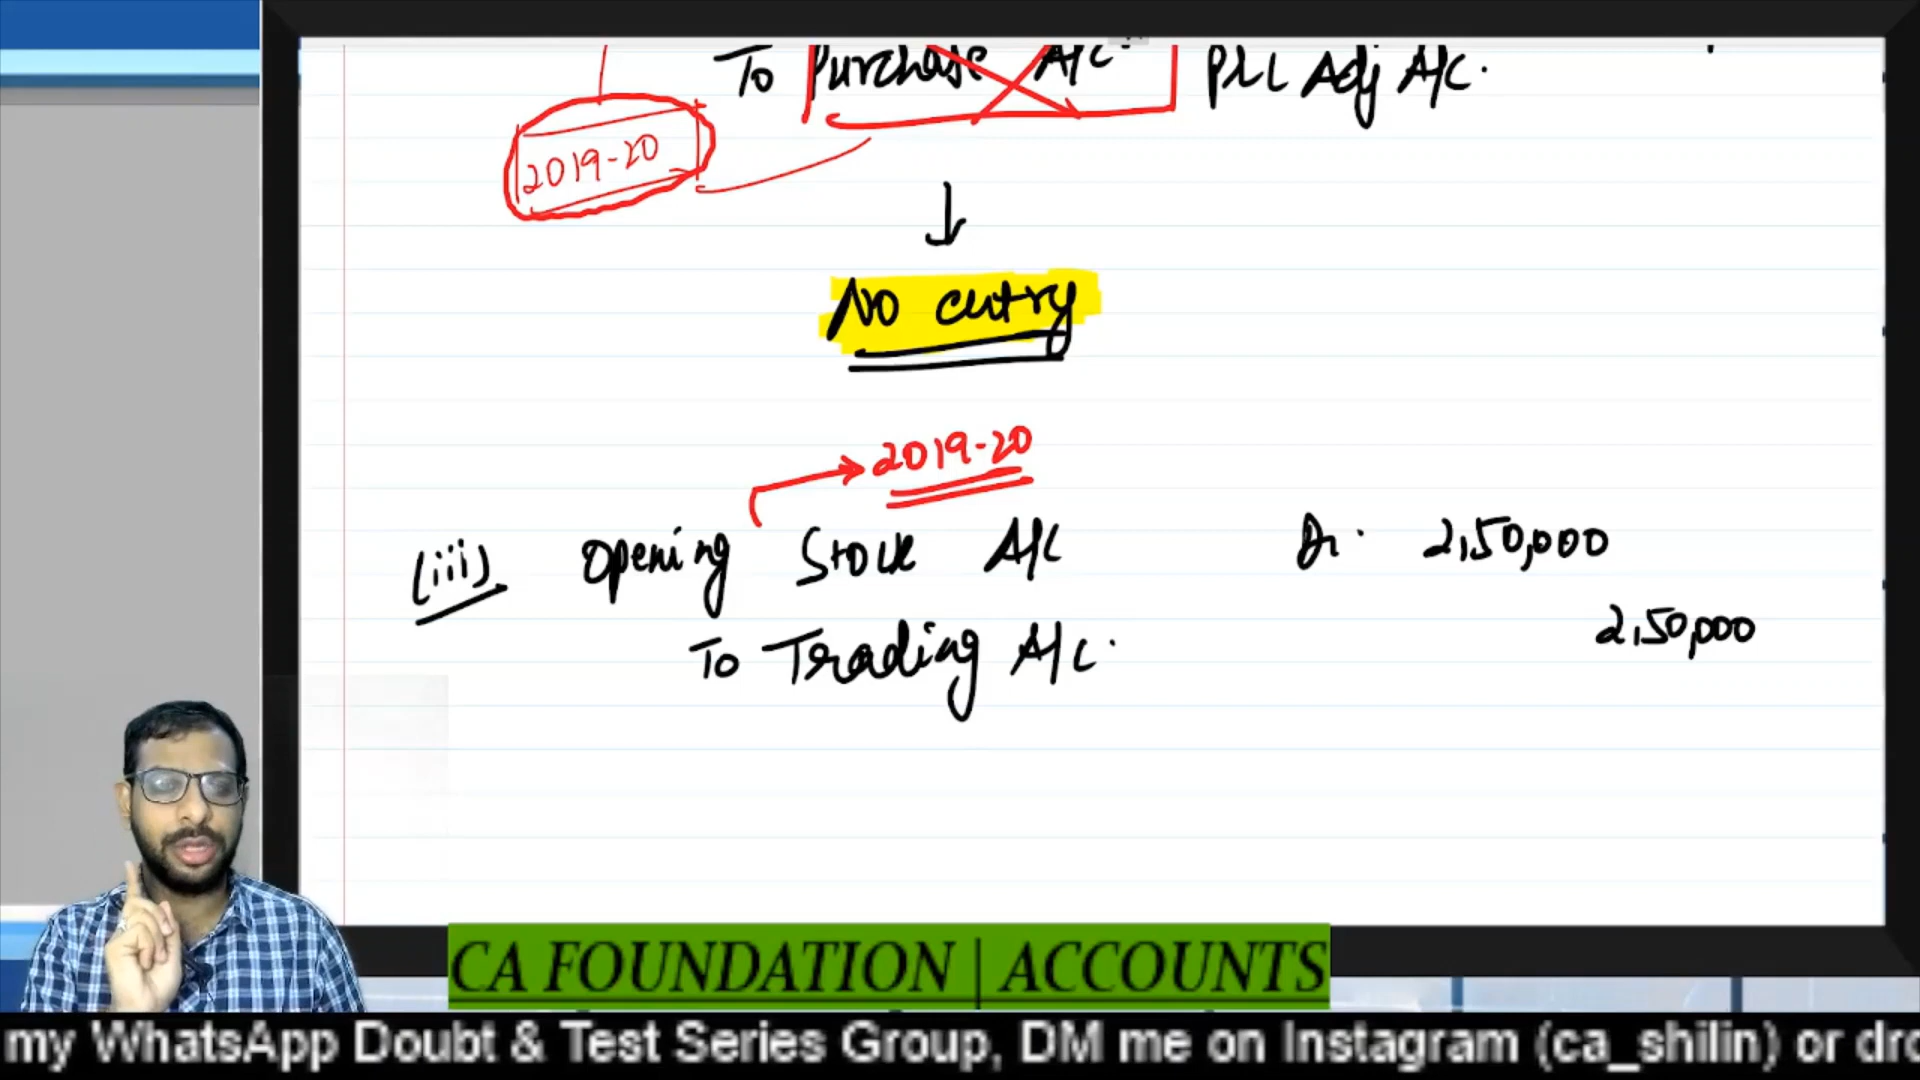 To Purchase A/C. P&L Adj A/C.
2019-20
No entry
2019-20
(iii) Opening Stock A/C Dr. 2,50,000
To Trading A/C. 2,50,000
CA FOUNDATION | ACCOUNTS
my WhatsApp Doubt & Test Series Group, DM me on Instagram (ca_shilin) or dro